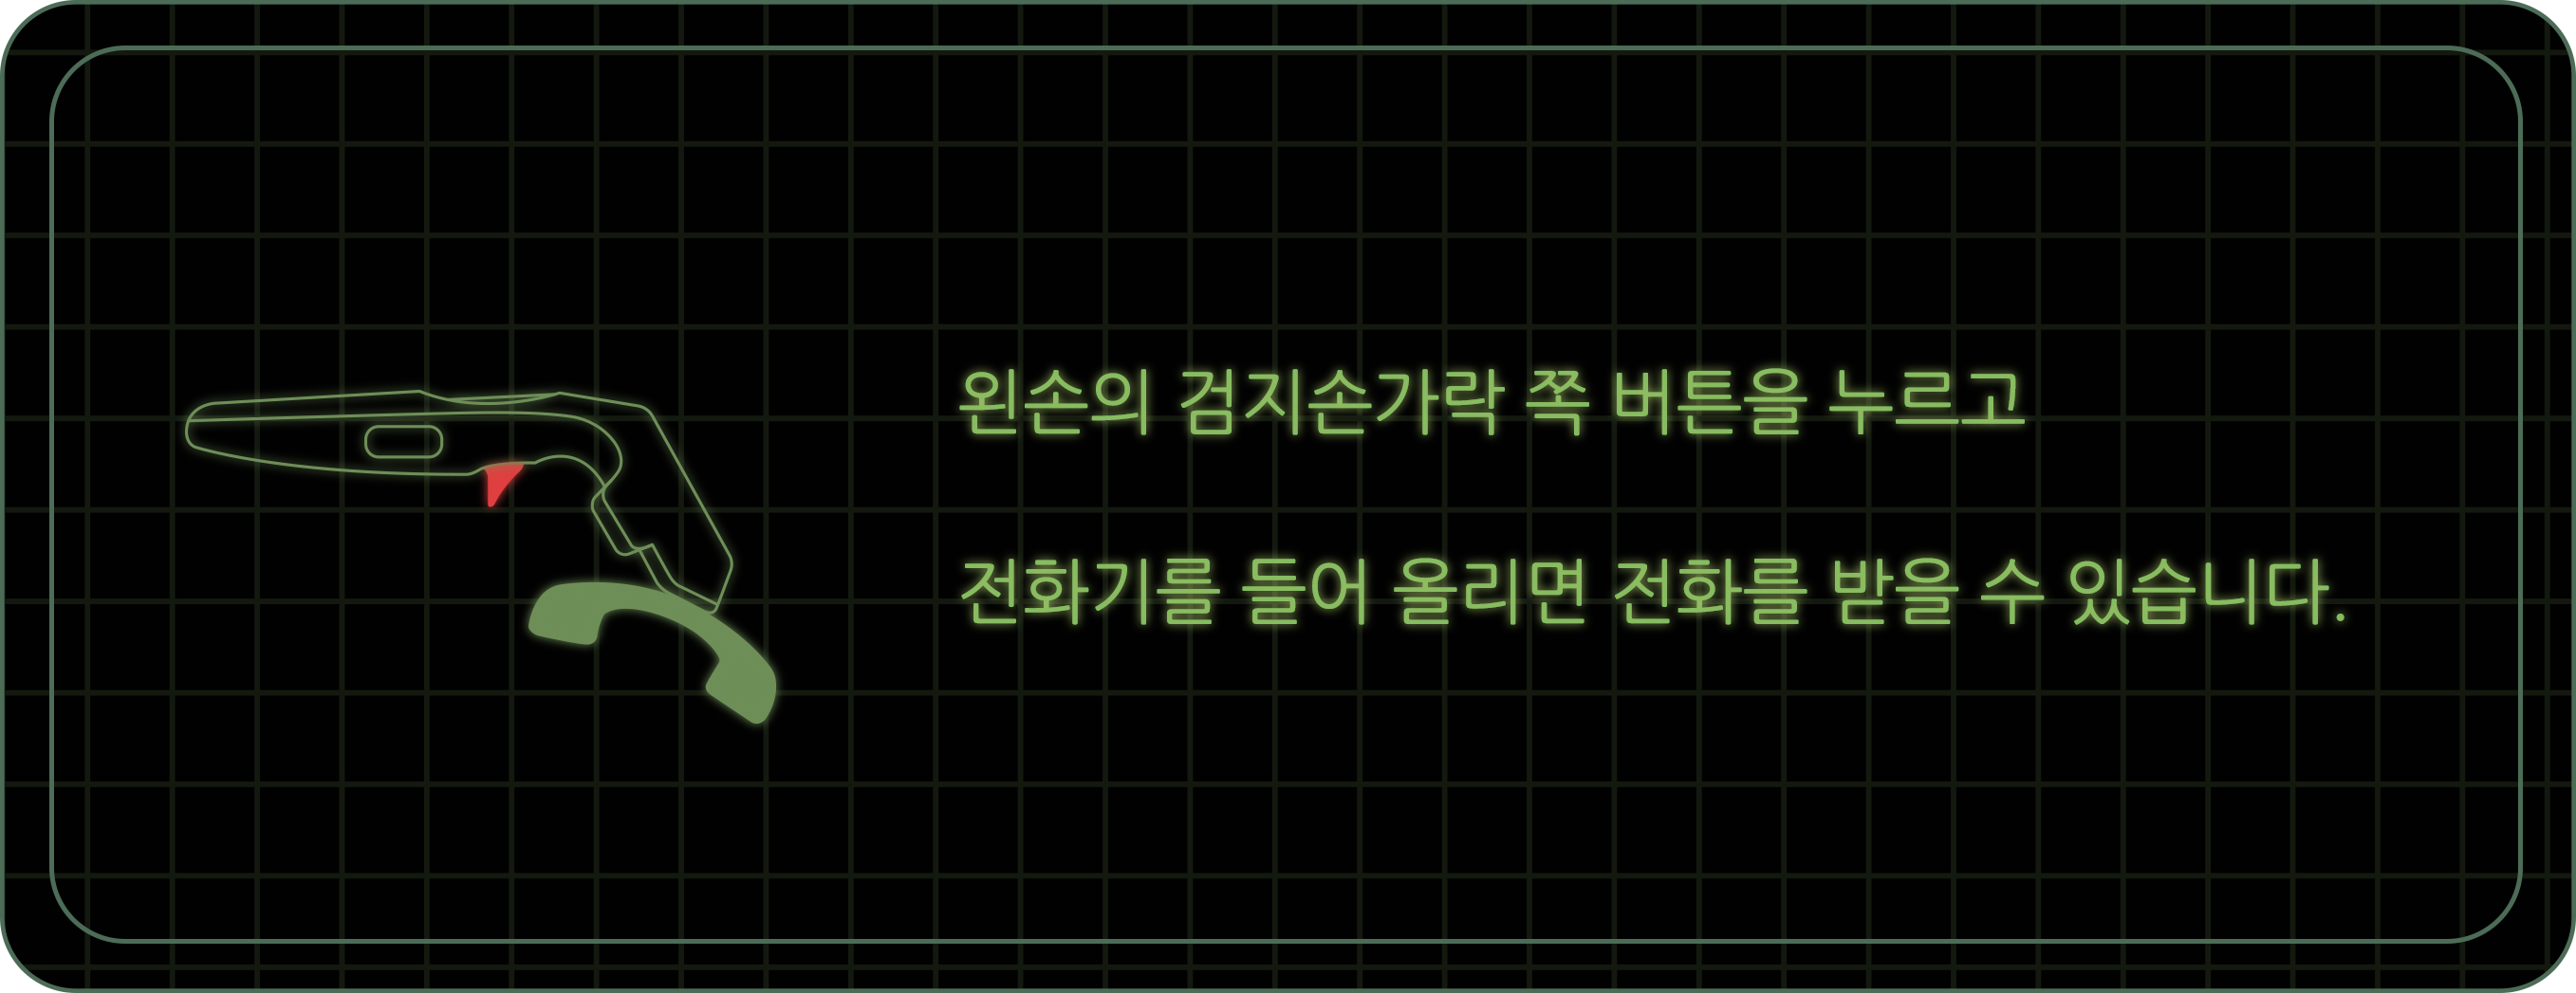 왼손의 검지손가락 쪽 버튼을 누르고
전화기를 들어 올리면 전화를 받을 수 있습니다.